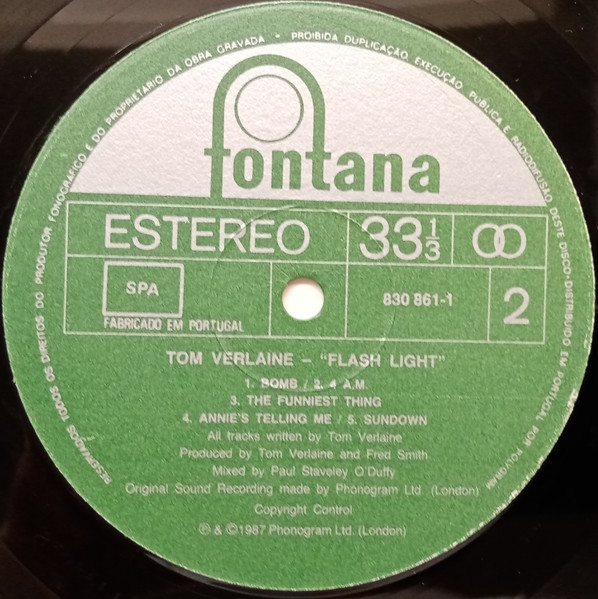 RESERVADOS TODOS OS DIREITOS DO PRODUTOR FONOGRÁFICO E DO PROPRIETÁRIO DA OBRA GRAVADA - PROIBIDA DUPLICAÇÃO, EXECUÇÃO PÚBLICA E RADIODIFUSÃO DESTE DISCO-DISTRIBUIDO EM PORTUGAL POR POLYGRAM
fontana
ESTEREO 33 1/3
SPA
FABRICADO EM PORTUGAL
830 861-1
2
TOM VERLAINE - "FLASH LIGHT"
1. BOMB / 2. 4 A.M.
3. THE FUNNIEST THING
4. ANNIE'S TELLING ME / 5. SUNDOWN
All tracks written by Tom Verlaine
Produced by Tom Verlaine and Fred Smith
Mixed by Paul Staveley O'Duffy
Original Sound Recording made by Phonogram Ltd. (London)
Copyright Control
℗ & ©1987 Phonogram Ltd. (London)